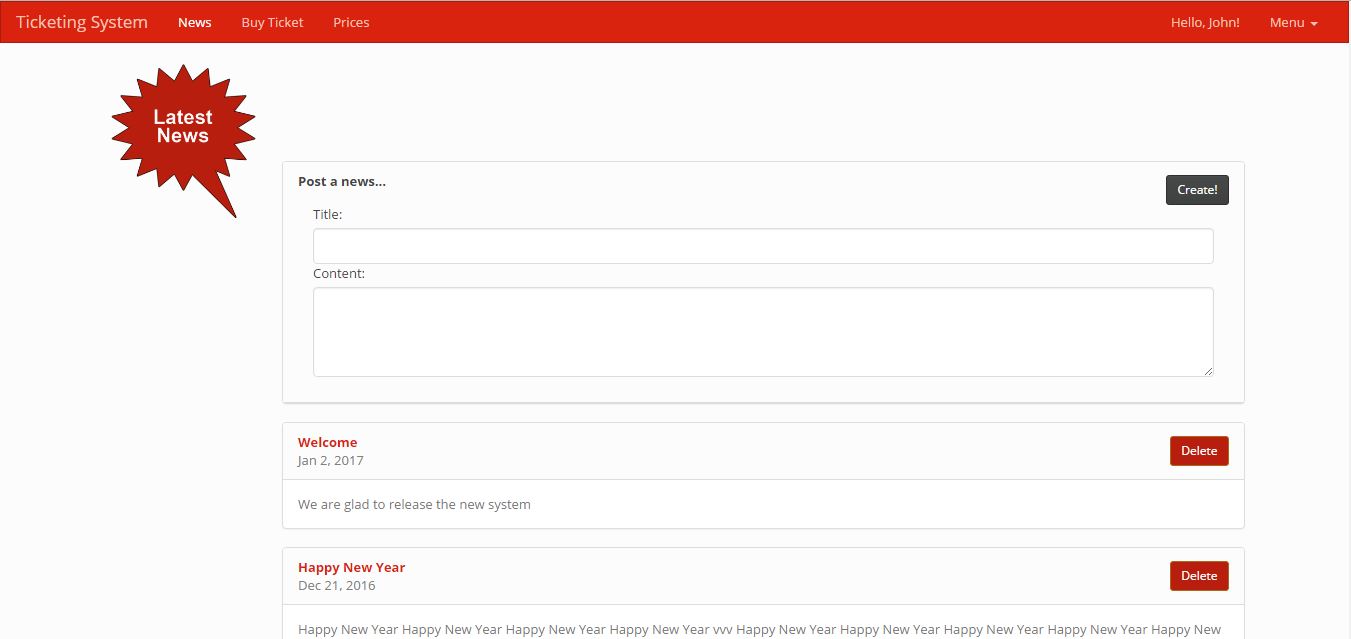 Ticketing System News Buy Ticket Prices Hello, John! Menu
Latest
News
Post a news...
Create!
Title:
Content:
Welcome
Jan 2, 2017
Delete
We are glad to release the new system
Happy New Year
Dec 21, 2016
Delete
Happy New Year Happy New Year Happy New Year Happy New Year vvv Happy New Year Happy New Year Happy New Year Happy New Year Happy New